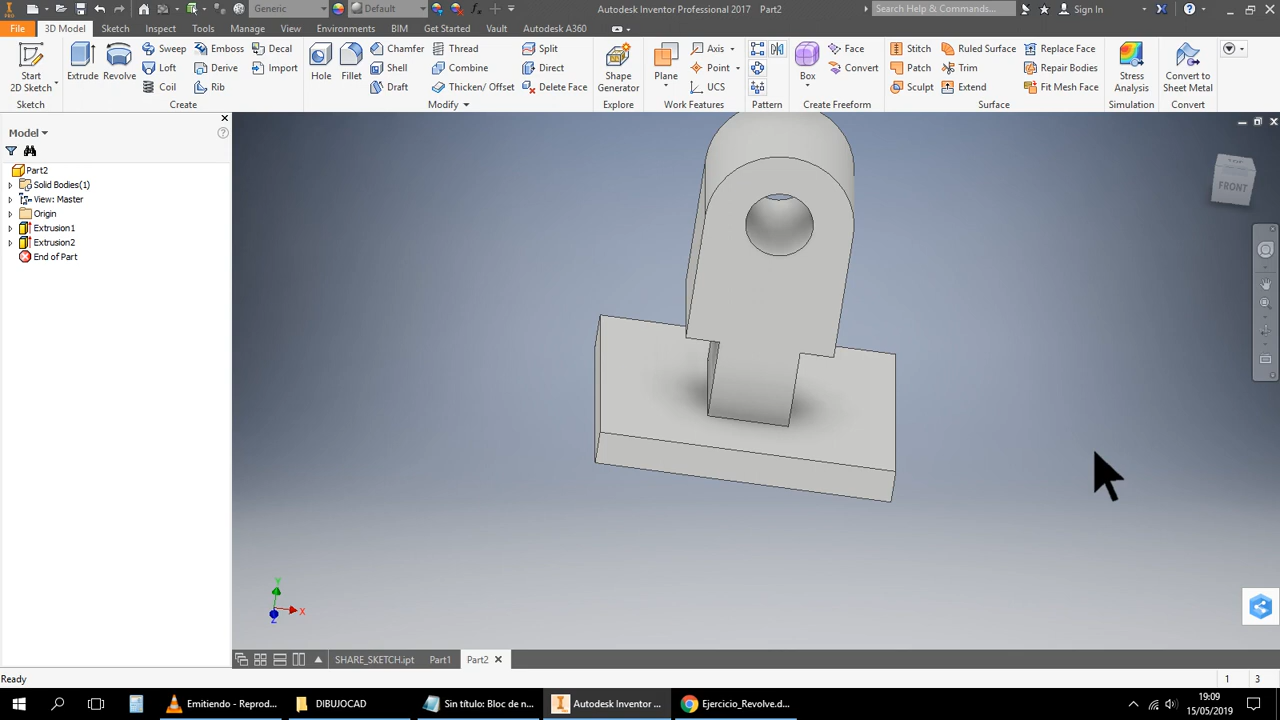 PRO
Generic
Default
Autodesk Inventor Professional 2017 Part2
Search Help & Commands...
Sign In
File
3D Model
Sketch
Inspect
Tools
Manage
View
Environments
BIM
Get Started
Vault
Autodesk A360
Start
2D Sketch
Extrude
Revolve
Sweep
Loft
Coil
Emboss
Derive
Rib
Decal
Import
Hole
Fillet
Chamfer
Shell
Draft
Thread
Combine
Thicken/ Offset
Split
Direct
Delete Face
Shape
Generator
Plane
Axis
Point
UCS
Box
Face
Convert
Stitch
Patch
Sculpt
Ruled Surface
Trim
Extend
Replace Face
Repair Bodies
Fit Mesh Face
Stress
Analysis
Convert to
Sheet Metal
Sketch
Create
Modify
Explore
Work Features
Pattern
Create Freeform
Surface
Simulation
Convert
Model
Part2
Solid Bodies(1)
View: Master
Origin
Extrusion1
Extrusion2
End of Part
FRONT
Y
X
Z
SHARE_SKETCH.ipt
Part1
Part2
Ready
1
3
Emitiendo - Reprod...
DIBUJOCAD
Sin título: Bloc de n...
Autodesk Inventor ...
Ejercicio_Revolve.d...
19:09
15/05/2019